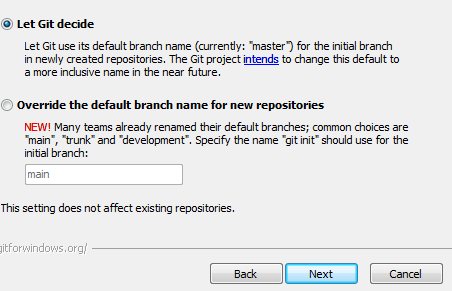 Let Git decide
Let Git use its default branch name (currently: "master") for the initial branch
in newly created repositories. The Git project intends to change this default to
a more inclusive name in the near future.
Override the default branch name for new repositories
NEW! Many teams already renamed their default branches; common choices are
"main", "trunk" and "development". Specify the name "git init" should use for the
initial branch:
main
This setting does not affect existing repositories.
gitforwindows.org/
Back
Next
Cancel